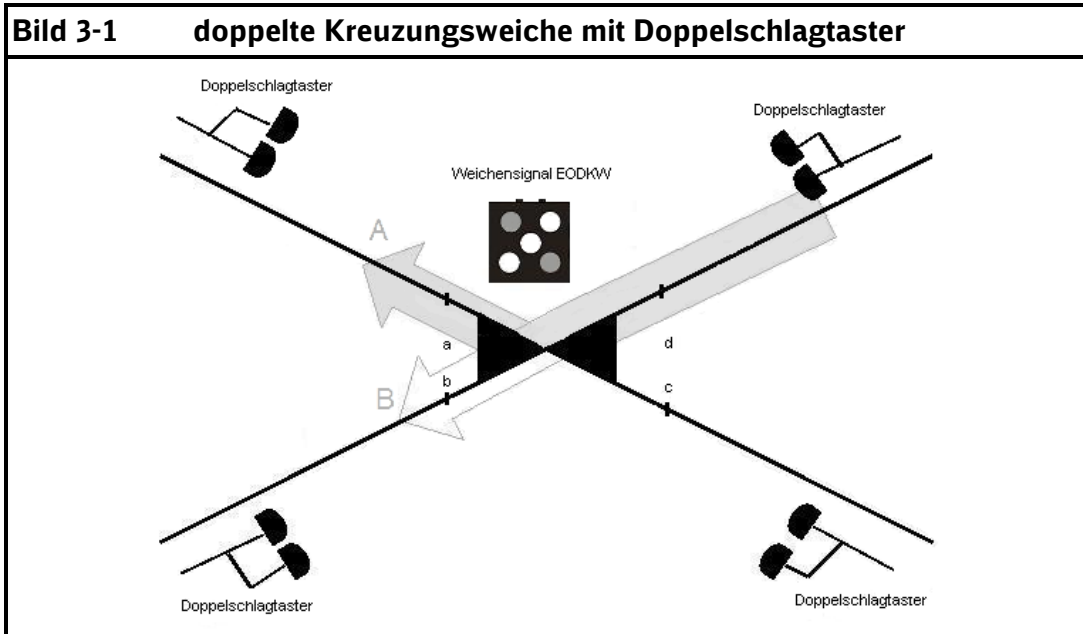 Bild 3-1 doppelte Kreuzungsweiche mit Doppelschlagtaster
Doppelschlagtaster
Doppelschlagtaster
Weichensignal EODKW
A
a
d
b
c
B
Doppelschlagtaster
Doppelschlagtaster